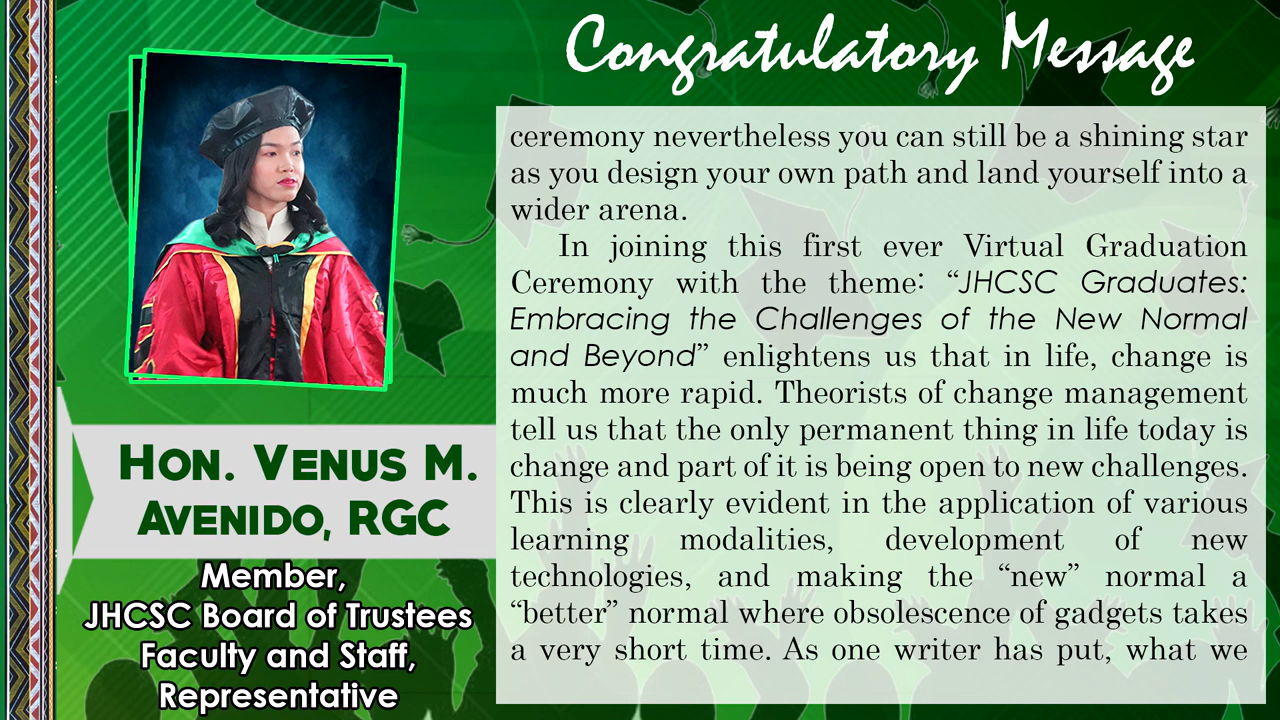 Congratulatory Message
ceremony nevertheless you can still be a shining star
as you design your own path and land yourself into a
wider arena.
In joining this first ever Virtual Graduation
Ceremony with the theme: “JHCSC Graduates:
Embracing the Challenges of the New Normal
and Beyond” enlightens us that in life, change is
much more rapid. Theorists of change management
tell us that the only permanent thing in life today is
change and part of it is being open to new challenges.
This is clearly evident in the application of various
learning modalities, development of new
technologies, and making the “new” normal a
“better” normal where obsolescence of gadgets takes
a very short time. As one writer has put, what we
HON. VENUS M.
AVENIDO, RGC
Member,
JHCSC Board of Trustees
Faculty and Staff,
Representative